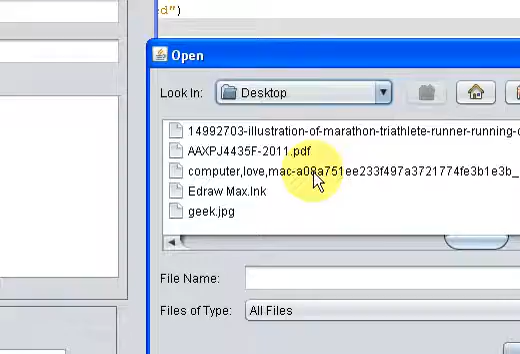 ed")
Open
Look In: Desktop
14992703-illustration-of-marathon-triathlete-runner-running-
AAXPJ4435F-2011.pdf
computer,love,mac-a08a751ee233f497a3721774fe3b1e3b_
Edraw Max.lnk
geek.jpg
File Name:
Files of Type: All Files